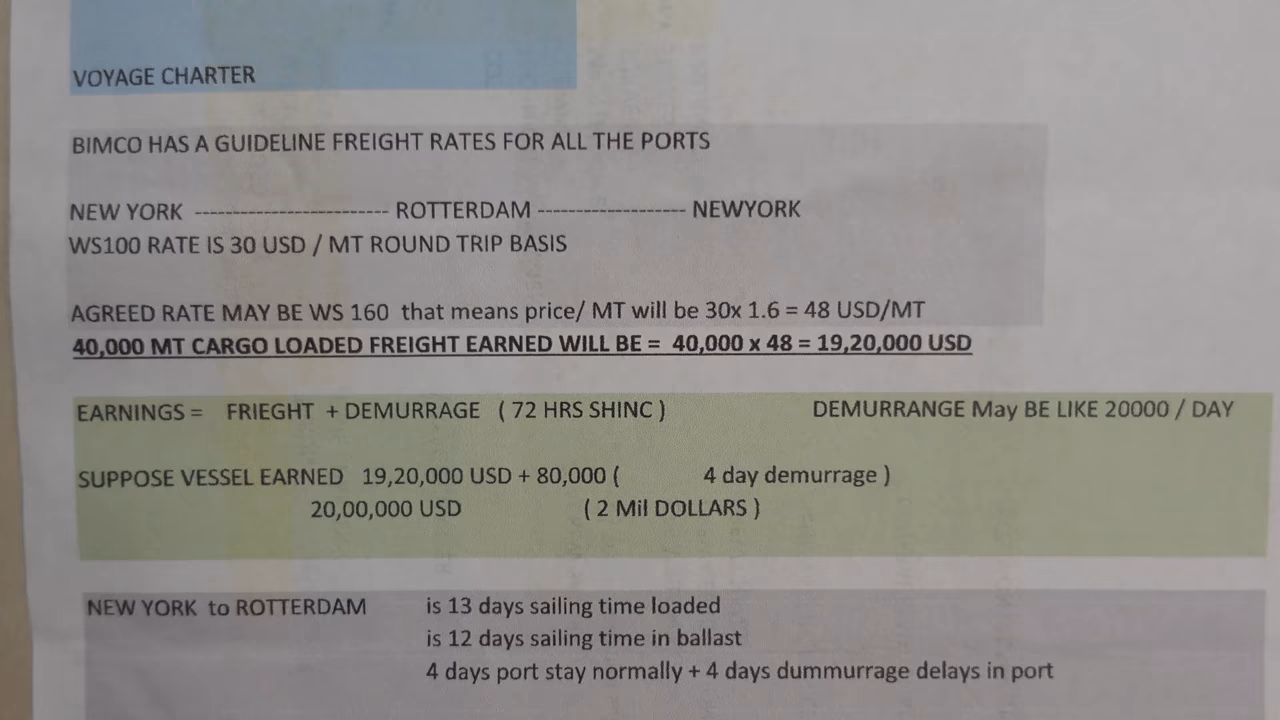 VOYAGE CHARTER
BIMCO HAS A GUIDELINE FREIGHT RATES FOR ALL THE PORTS
NEW YORK ------------------------- ROTTERDAM ------------------- NEWYORK
WS100 RATE IS 30 USD / MT ROUND TRIP BASIS
AGREED RATE MAY BE WS 160 that means price/ MT will be 30x 1.6 = 48 USD/MT
40,000 MT CARGO LOADED FREIGHT EARNED WILL BE = 40,000 x 48 = 19,20,000 USD
EARNINGS = FRIEGHT + DEMURRAGE ( 72 HRS SHINC ) DEMURRANGE May BE LIKE 20000 / DAY
SUPPOSE VESSEL EARNED 19,20,000 USD + 80,000 ( 4 day demurrage )
20,00,000 USD ( 2 Mil DOLLARS )
NEW YORK to ROTTERDAM is 13 days sailing time loaded
is 12 days sailing time in ballast
4 days port stay normally + 4 days dummurrage delays in port